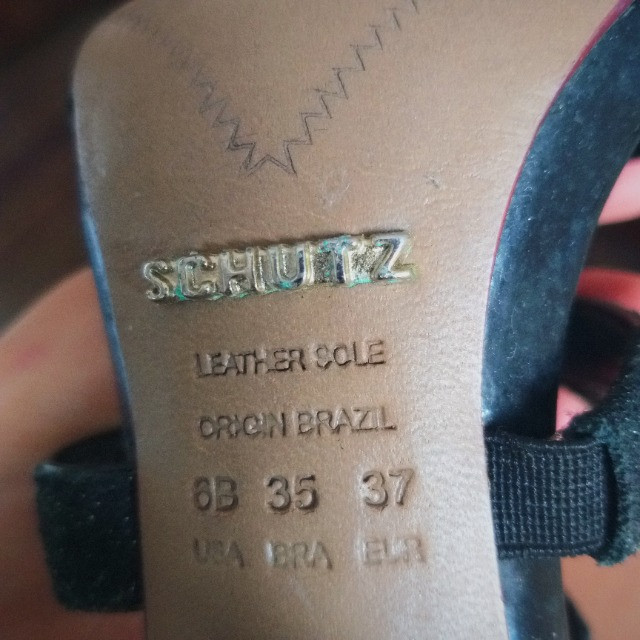 SCHUTZ
LEATHER SOLE
ORIGIN BRAZIL
6B 35 37
USA BRA EUR